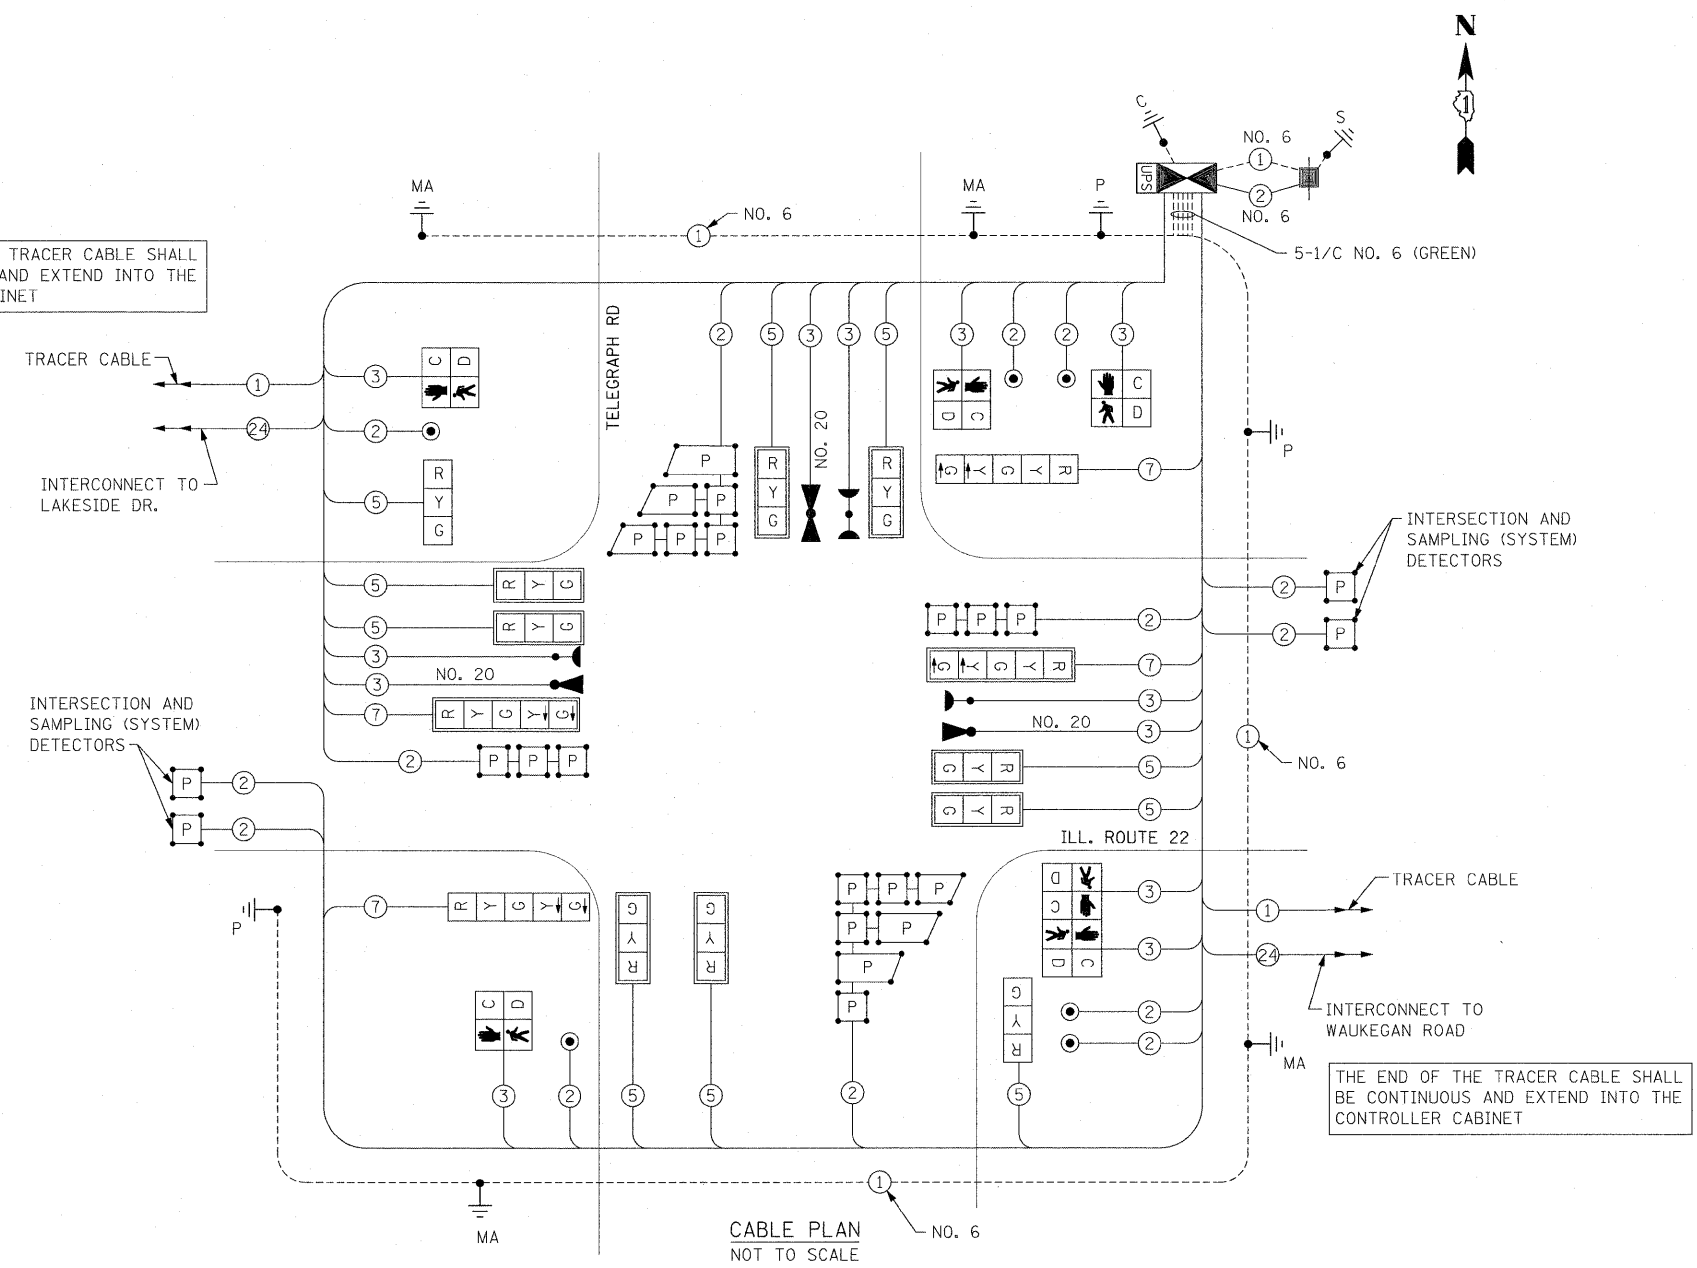 N
1
C
S
NO. 6
1
UPS
2
NO. 6
MA
MA
P
NO. 6
1
5-1/C NO. 6 (GREEN)
TRACER CABLE SHALL
AND EXTEND INTO THE
INET
TELEGRAPH RD
2
5
3
3
5
3
2
2
3
TRACER CABLE
1
3
C D
24
2
INTERCONNECT TO
LAKESIDE DR.
5
R
Y
G
NO. 20
P
P P
P P P
R
Y
G
R
Y
G
D C
C
D
G Y G Y R
7
P
INTERSECTION AND
SAMPLING (SYSTEM)
DETECTORS
2
P
2
P
5
R Y G
5
R Y G
3
3
NO. 20
7
R Y G Y G
2
P P P
P P P
2
G Y G Y R
7
3
NO. 20
3
G Y R
5
G Y R
5
1
NO. 6
INTERSECTION AND
SAMPLING (SYSTEM)
DETECTORS
P
2
P
2
ILL. ROUTE 22
P
7
R Y G Y G
G
Y
R
G
Y
R
P P P
P P
P
P
D
C
D C
3
3
1
TRACER CABLE
24
INTERCONNECT TO
WAUKEGAN ROAD
C D
3
2
5
5
2
G
Y
R
5
2
2
MA
THE END OF THE TRACER CABLE SHALL
BE CONTINUOUS AND EXTEND INTO THE
CONTROLLER CABINET
MA
1
NO. 6
CABLE PLAN
NOT TO SCALE